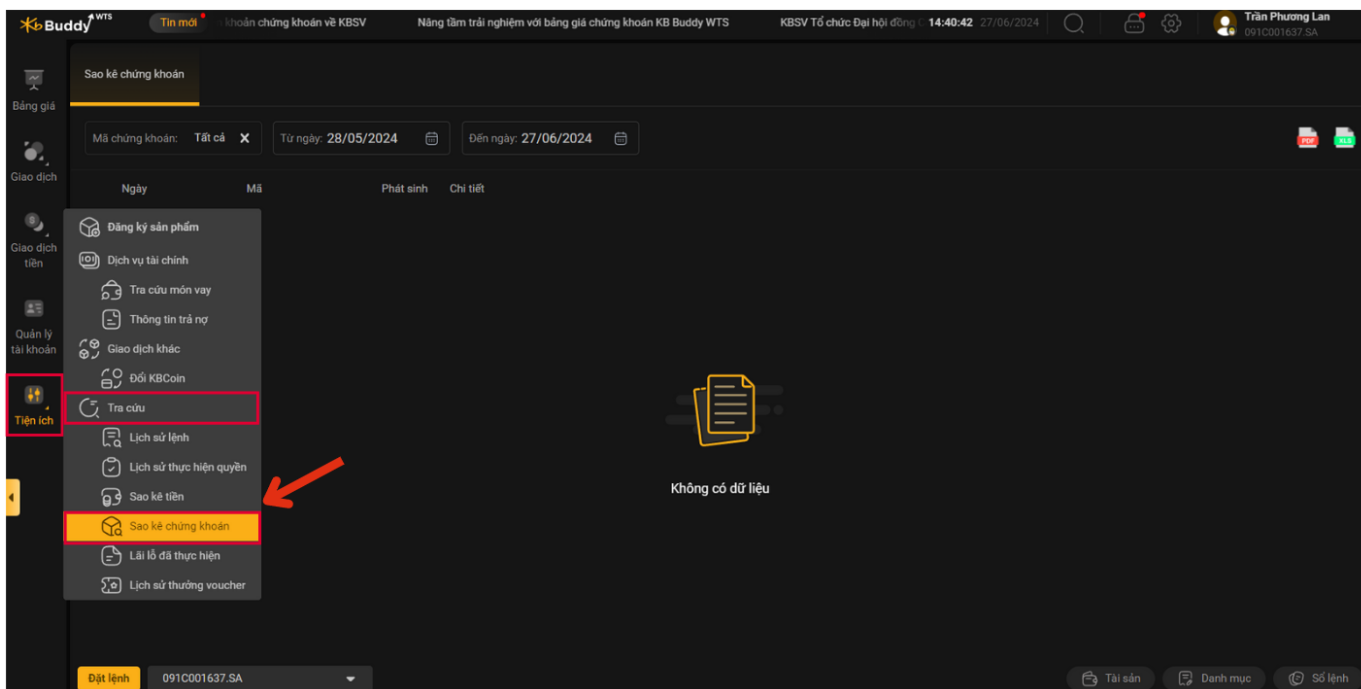 KB Buddy WTS
Tin mới
khoản chứng khoán về KBSV
Nâng tầm trải nghiệm với bảng giá chứng khoán KB Buddy WTS
KBSV Tổ chức Đại hội đồng
14:40:42 27/06/2024
Trần Phương Lan
091C001637.SA
Bảng giá
Giao dịch
Giao dịch
tiền
Quản lý
tài khoản
Tiện ích
Sao kê chứng khoán
Mã chứng khoán: Tất cả
Từ ngày: 28/05/2024
Đến ngày: 27/06/2024
PDF
XLS
Ngày
Mã
Phát sinh
Chi tiết
Đăng ký sản phẩm
Dịch vụ tài chính
Tra cứu món vay
Thông tin trả nợ
Giao dịch khác
Đổi KBCoin
Tra cứu
Lịch sử lệnh
Lịch sử thực hiện quyền
Sao kê tiền
Sao kê chứng khoán
Lãi lỗ đã thực hiện
Lịch sử thưởng voucher
Không có dữ liệu
Đặt lệnh
091C001637.SA
Tài sản
Danh mục
Sổ lệnh